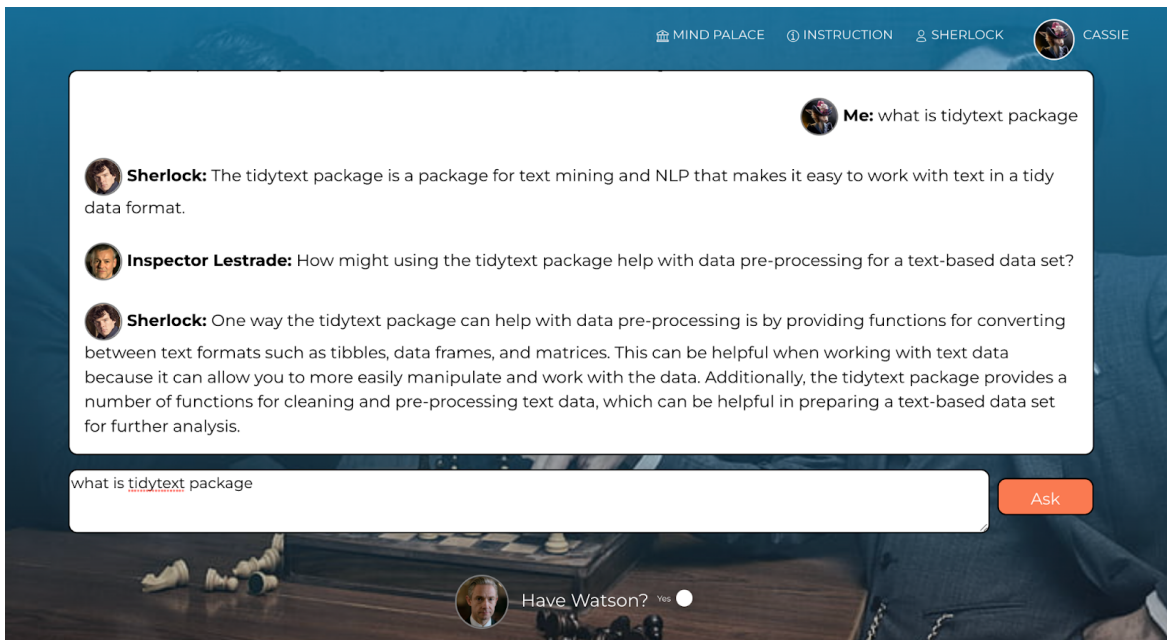 MIND PALACE INSTRUCTION SHERLOCK CASSIE
Me: what is tidytext package
Sherlock: The tidytext package is a package for text mining and NLP that makes it easy to work with text in a tidy
data format.
Inspector Lestrade: How might using the tidytext package help with data pre-processing for a text-based data set?
Sherlock: One way the tidytext package can help with data pre-processing is by providing functions for converting
between text formats such as tibbles, data frames, and matrices. This can be helpful when working with text data
because it can allow you to more easily manipulate and work with the data. Additionally, the tidytext package provides a
number of functions for cleaning and pre-processing text data, which can be helpful in preparing a text-based data set
for further analysis.
what is tidytext package
Ask
Have Watson? Yes